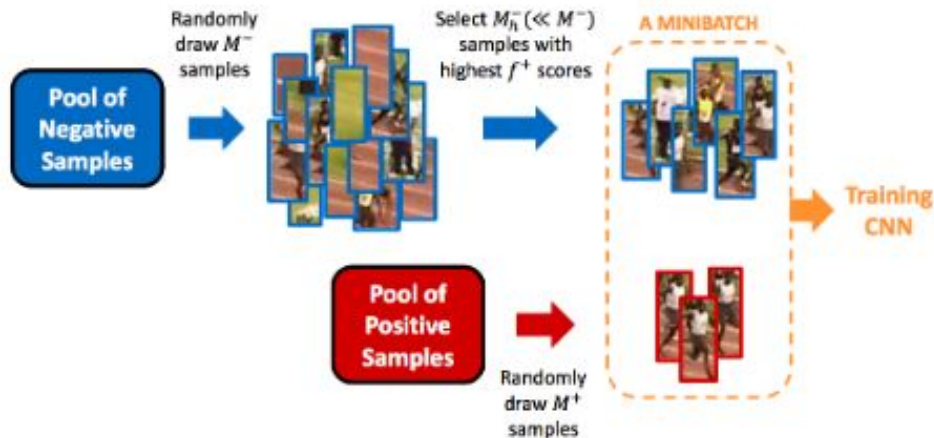 Randomly
draw M⁻
samples
Select Mₕ⁻(≪ M⁻)
samples with
highest f⁺ scores
A MINIBATCH
Pool of
Negative
Samples
Training
CNN
Pool of
Positive
Samples
Randomly
draw M⁺
samples